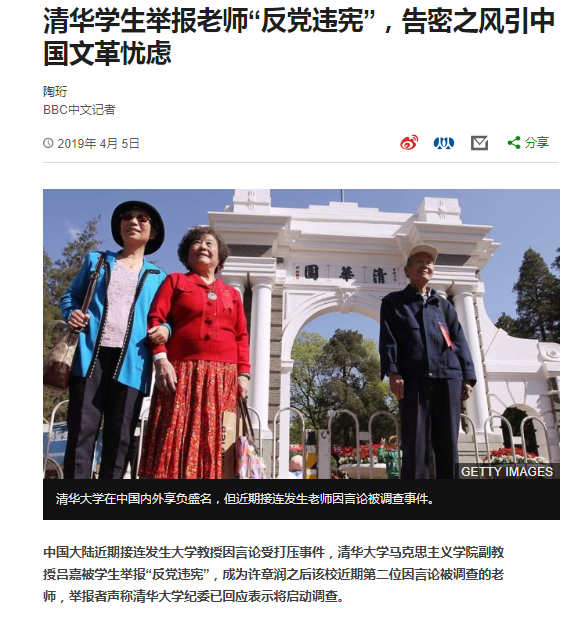 清华学生举报老师“反党违宪”，告密之风引中
国文革忧虑
陶珩
BBC中文记者
2019年 4月 5日
分享
園華清
GETTY IMAGES
清华大学在中国内外享负盛名，但近期接连发生老师因言论被调查事件。
中国大陆近期接连发生大学教授因言论受打压事件，清华大学马克思主义学院副教
授吕嘉被学生举报“反党违宪”，成为许章润之后该校近期第二位因言论被调查的老
师，举报者声称清华大学纪委已回应表示将启动调查。